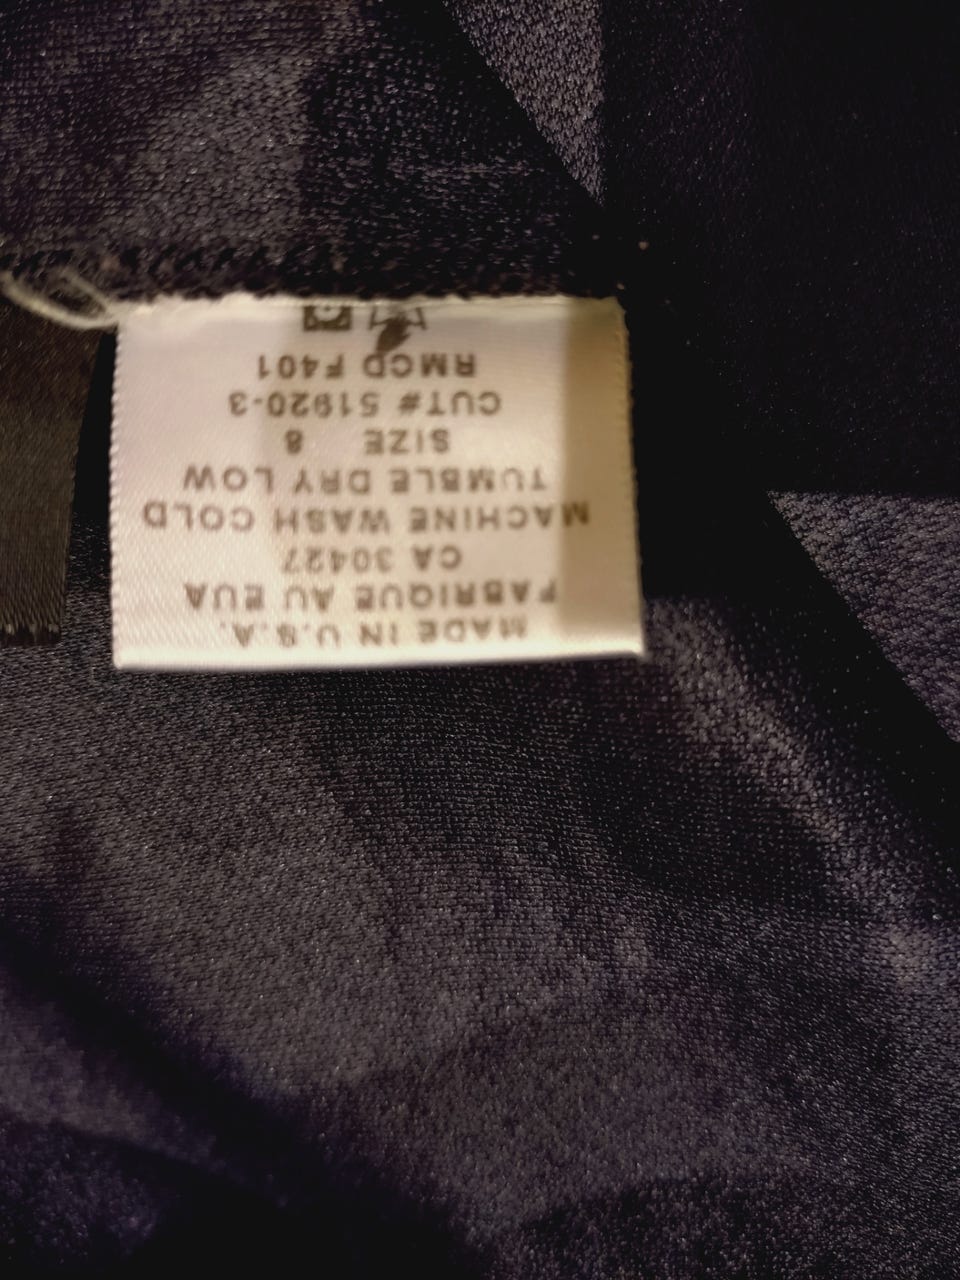 MADE IN U.S.A.
FABRIQUE AU EUA
CA 30427
MACHINE WASH COLD
TUMBLE DRY LOW
SIZE 8
CUT# 51920-3
RMCD F401